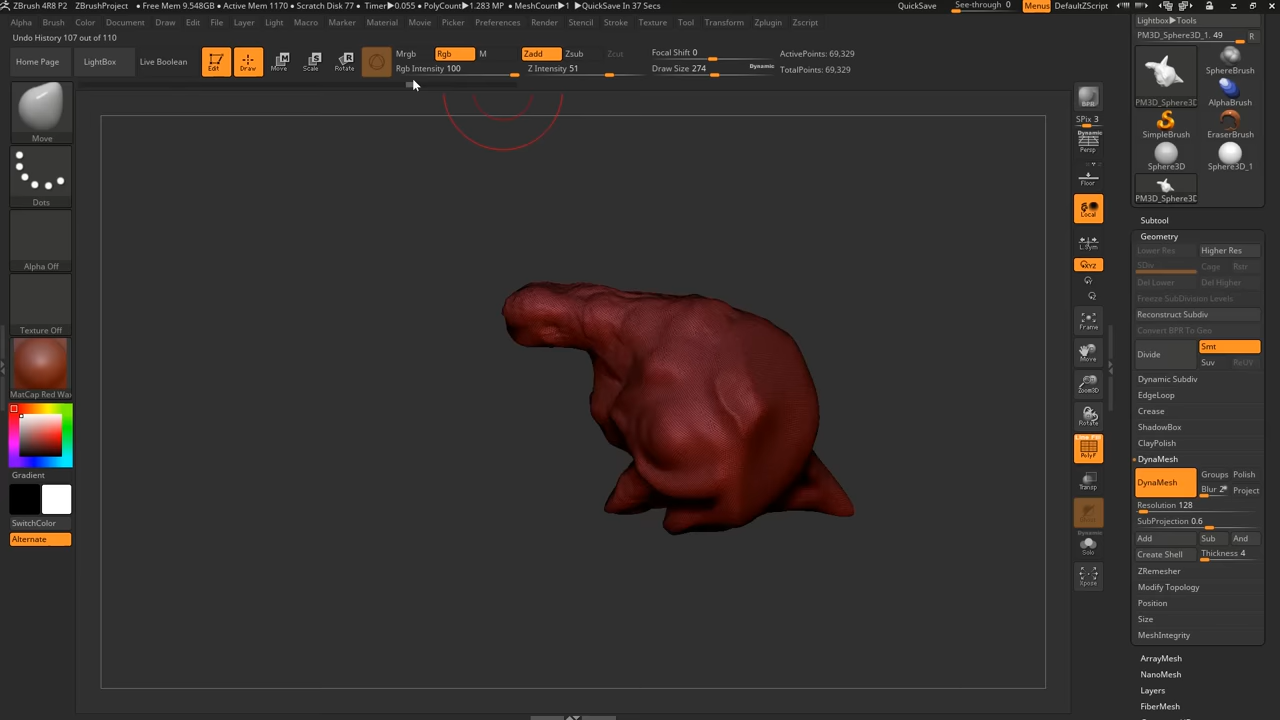 ZBrush 4R8 P2 ZBrushProject • Free Mem 9.548GB • Active Mem 1170 • Scratch Disk 77 • Timer▶0.055 • PolyCount▶1.283 MP • MeshCount▶1 ▶QuickSave In 37 Secs QuickSave See-through 0 Menus DefaultZScript
Alpha Brush Color Document Draw Edit File Layer Light Macro Marker Material Movie Picker Preferences Render Stencil Stroke Texture Tool Transform Zplugin Zscript
Undo History 107 out of 110
Home Page LightBox Live Boolean Edit Draw Move Scale Rotate
Mrgb Rgb M Zadd Zsub Zcut
Rgb Intensity 100 Z Intensity 51
Focal Shift 0
Draw Size 274 Dynamic
ActivePoints: 69,329
TotalPoints: 69,329
Move
Dots
Alpha Off
Texture Off
MatCap Red Wax
Gradient
SwitchColor
Alternate
BPR
SPix 3
Dynamic
Persp
Floor
Local
L.Sym
XYZ
Frame
Move
Zoom3D
Rotate
PolyF
Transp
Dynamic
Solo
Xpose
Lightbox▶Tools
PM3D_Sphere3D_1. 49 R
SphereBrush
PM3D_Sphere3D AlphaBrush
SimpleBrush EraserBrush
Sphere3D Sphere3D_1
PM3D_Sphere3D
Subtool
Geometry
Lower Res Higher Res
SDiv Cage Rstr
Del Lower Del Higher
Freeze SubDivision Levels
Reconstruct Subdiv
Convert BPR To Geo
Divide Smt
Suv ReUV
Dynamic Subdiv
EdgeLoop
Crease
ShadowBox
ClayPolish
DynaMesh
DynaMesh Groups Polish
Blur 2 Project
Resolution 128
SubProjection 0.6
Add Sub And
Create Shell Thickness 4
ZRemesher
Modify Topology
Position
Size
MeshIntegrity
ArrayMesh
NanoMesh
Layers
FiberMesh